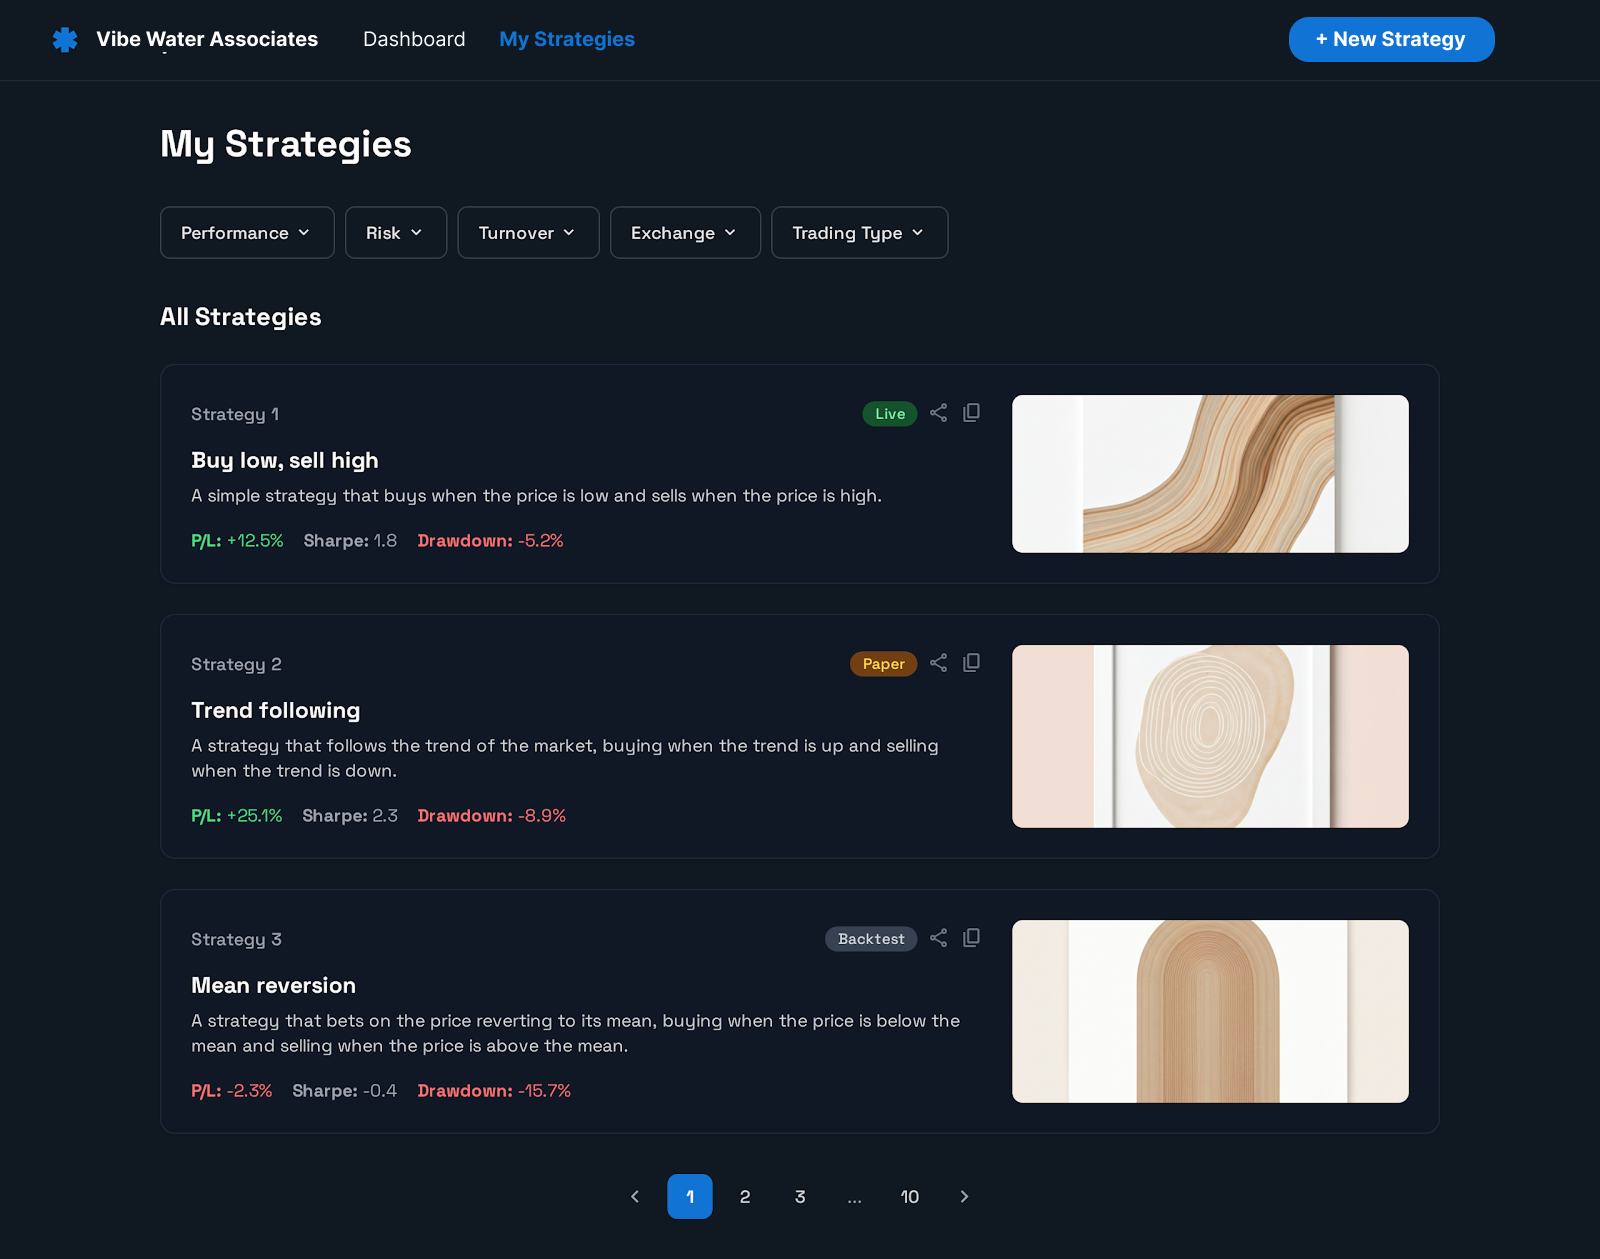 Vibe Water Associates
Dashboard
My Strategies
+ New Strategy
My Strategies
Performance
Risk
Turnover
Exchange
Trading Type
All Strategies
Strategy 1
Live
Buy low, sell high
A simple strategy that buys when the price is low and sells when the price is high.
P/L: +12.5% Sharpe: 1.8 Drawdown: -5.2%
Strategy 2
Paper
Trend following
A strategy that follows the trend of the market, buying when the trend is up and selling
when the trend is down.
P/L: +25.1% Sharpe: 2.3 Drawdown: -8.9%
Strategy 3
Backtest
Mean reversion
A strategy that bets on the price reverting to its mean, buying when the price is below the
mean and selling when the price is above the mean.
P/L: -2.3% Sharpe: -0.4 Drawdown: -15.7%
1 2 3 ... 10